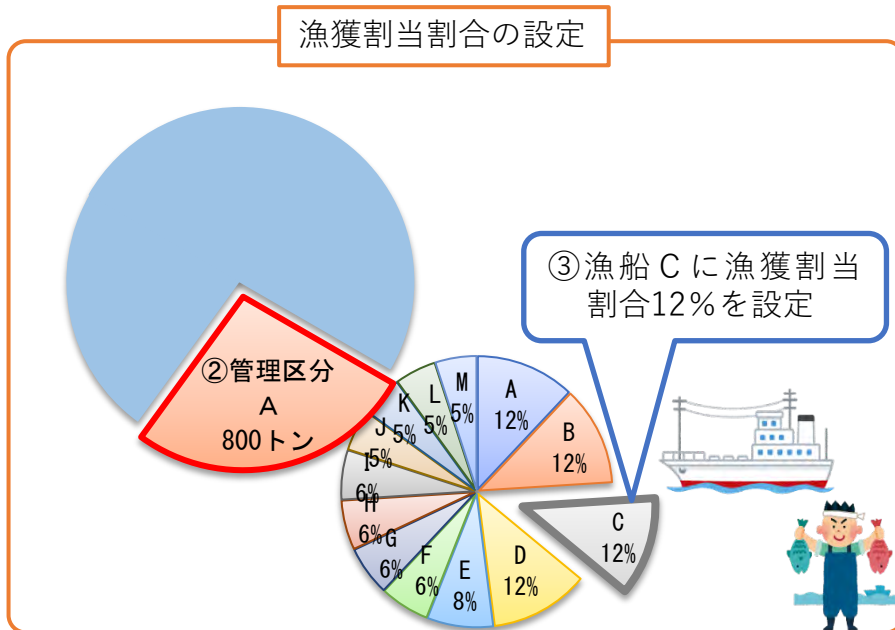 漁獲割当割合の設定
②管理区分
A
800トン
③漁船Cに漁獲割当
割合12%を設定
A
12%
B
12%
C
12%
D
12%
E
8%
F
6%
G
6%
H
6%
I
6%
J
5%
K
5%
L
5%
M
5%